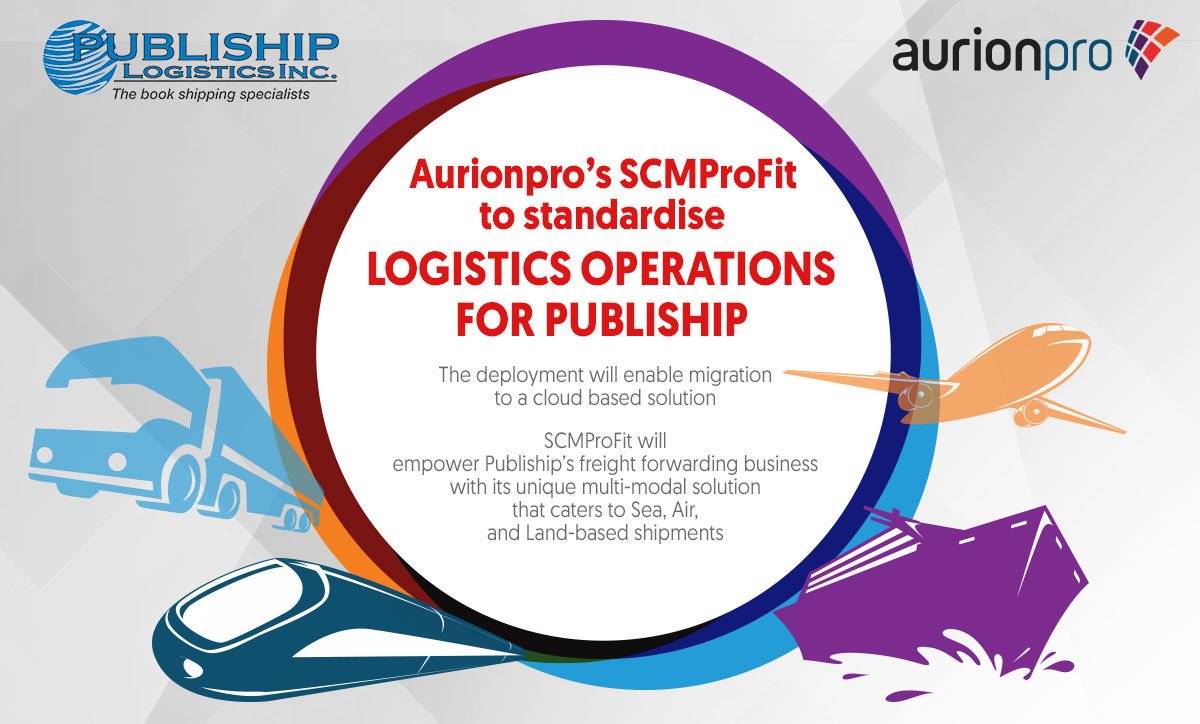 PUBLISHIP
LOGISTICS INC.
The book shipping specialists
aurionpro
Aurionpro’s SCMProFit
to standardise
LOGISTICS OPERATIONS
FOR PUBLISHIP
The deployment will enable migration
to a cloud based solution
SCMProFit will
empower Publiship’s freight forwarding business
with its unique multi-modal solution
that caters to Sea, Air,
and Land-based shipments